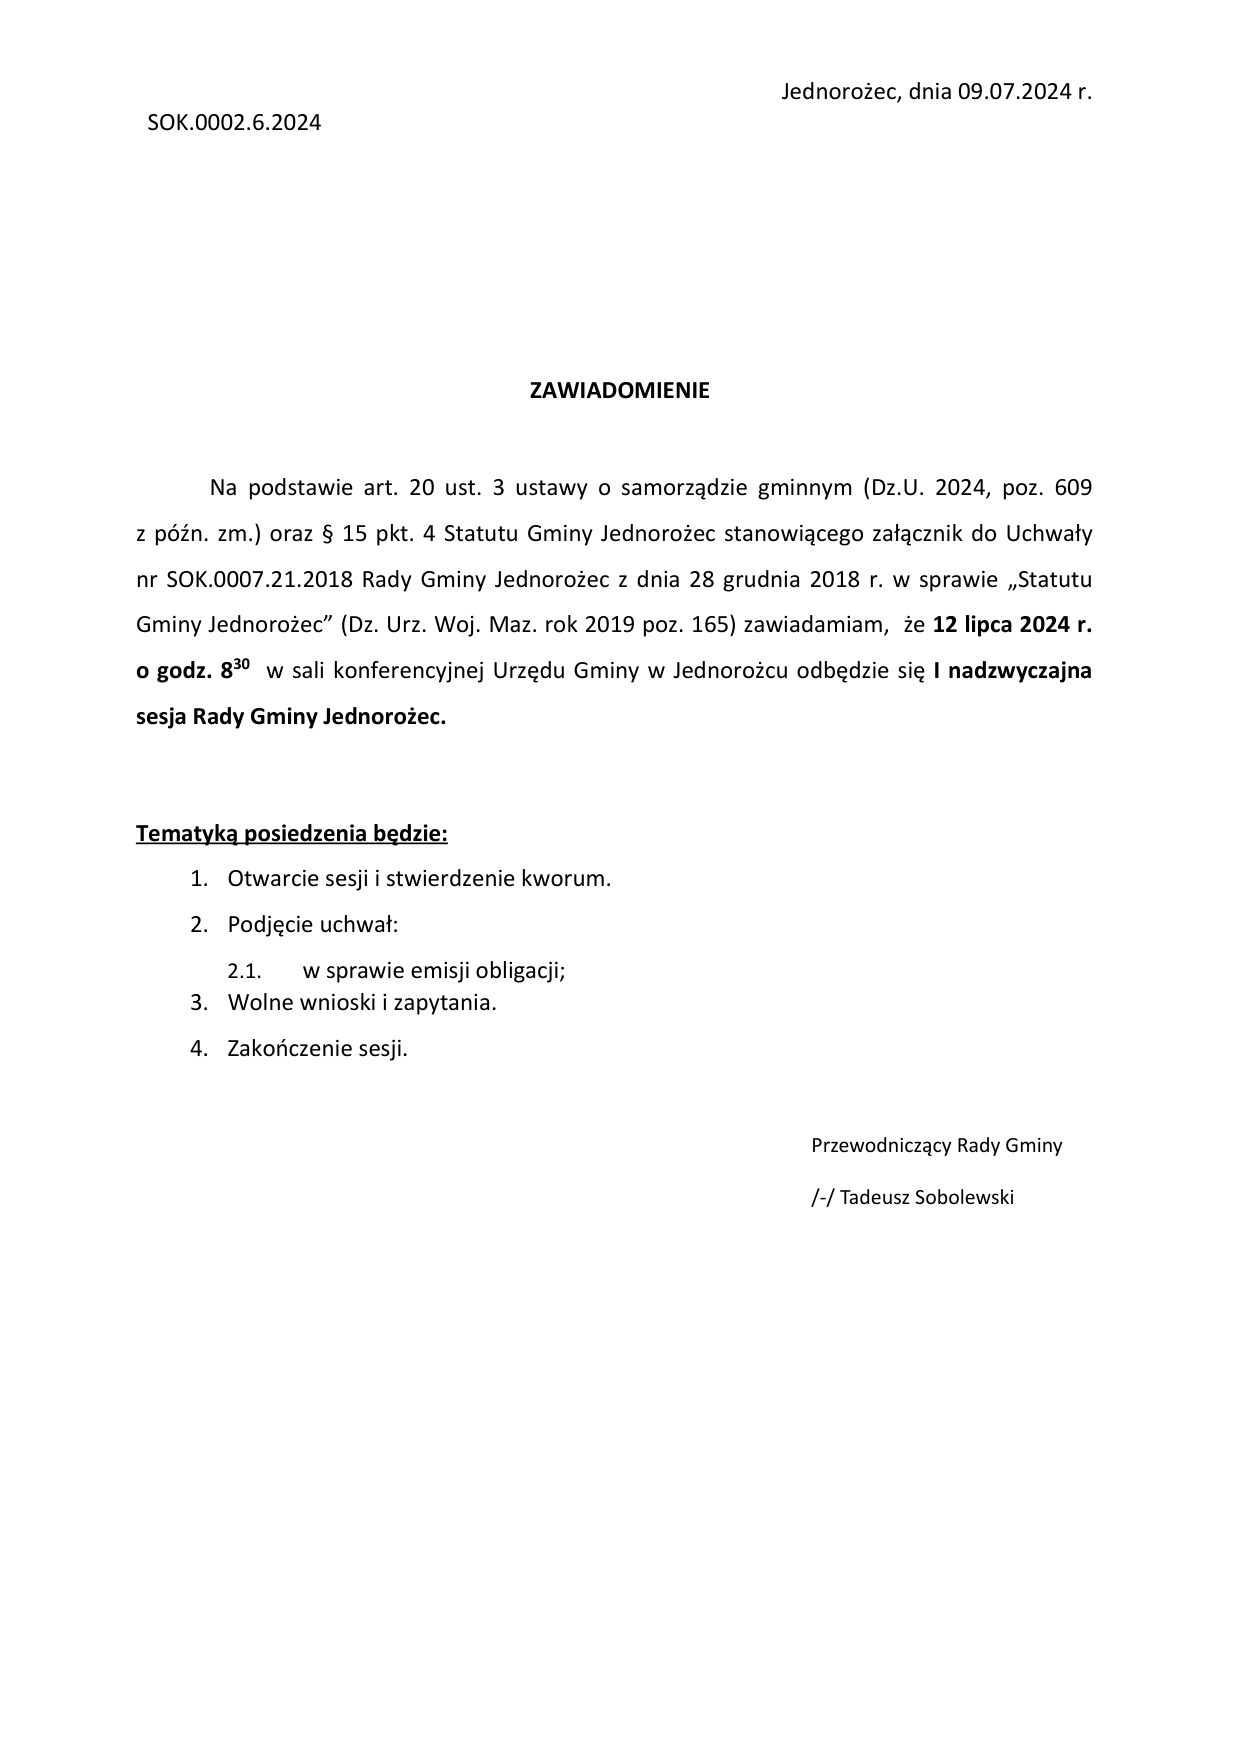 Jednorożec, dnia 09.07.2024 r.
SOK.0002.6.2024
ZAWIADOMIENIE
Na podstawie art. 20 ust. 3 ustawy o samorządzie gminnym (Dz.U. 2024, poz. 609
z późn. zm.) oraz § 15 pkt. 4 Statutu Gminy Jednorożec stanowiącego załącznik do Uchwały
nr SOK.0007.21.2018 Rady Gminy Jednorożec z dnia 28 grudnia 2018 r. w sprawie „Statutu
Gminy Jednorożec” (Dz. Urz. Woj. Maz. rok 2019 poz. 165) zawiadamiam, że 12 lipca 2024 r.
o godz. 8³⁰ w sali konferencyjnej Urzędu Gminy w Jednorożcu odbędzie się I nadzwyczajna
sesja Rady Gminy Jednorożec.
Tematyką posiedzenia będzie:
1. Otwarcie sesji i stwierdzenie kworum.
2. Podjęcie uchwał:
2.1. w sprawie emisji obligacji;
3. Wolne wnioski i zapytania.
4. Zakończenie sesji.
Przewodniczący Rady Gminy
/-/ Tadeusz Sobolewski